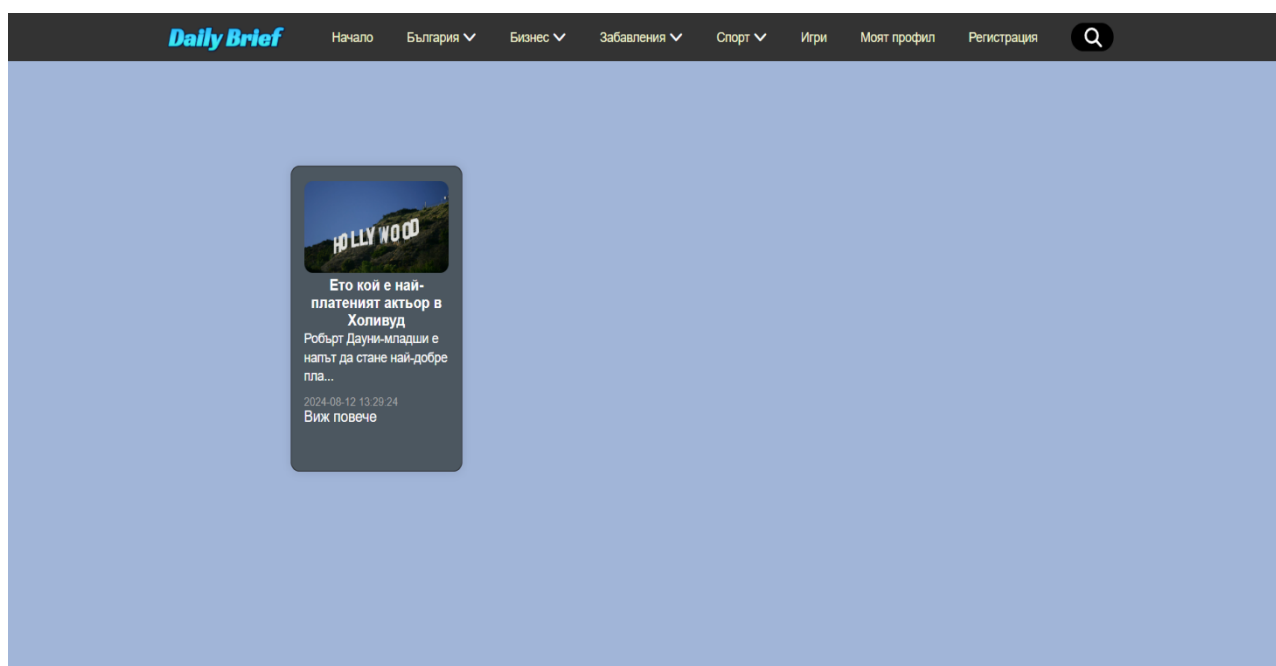 Daily Brief Начало България Бизнес Забавления Спорт Игри Моят профил Регистрация
HOLLYWOOD
Ето кой е най-
платеният актьор в
Холивуд
Робърт Дауни-младши е
напът да стане най-добре
пла...
2024-08-12 13:29:24
Виж повече